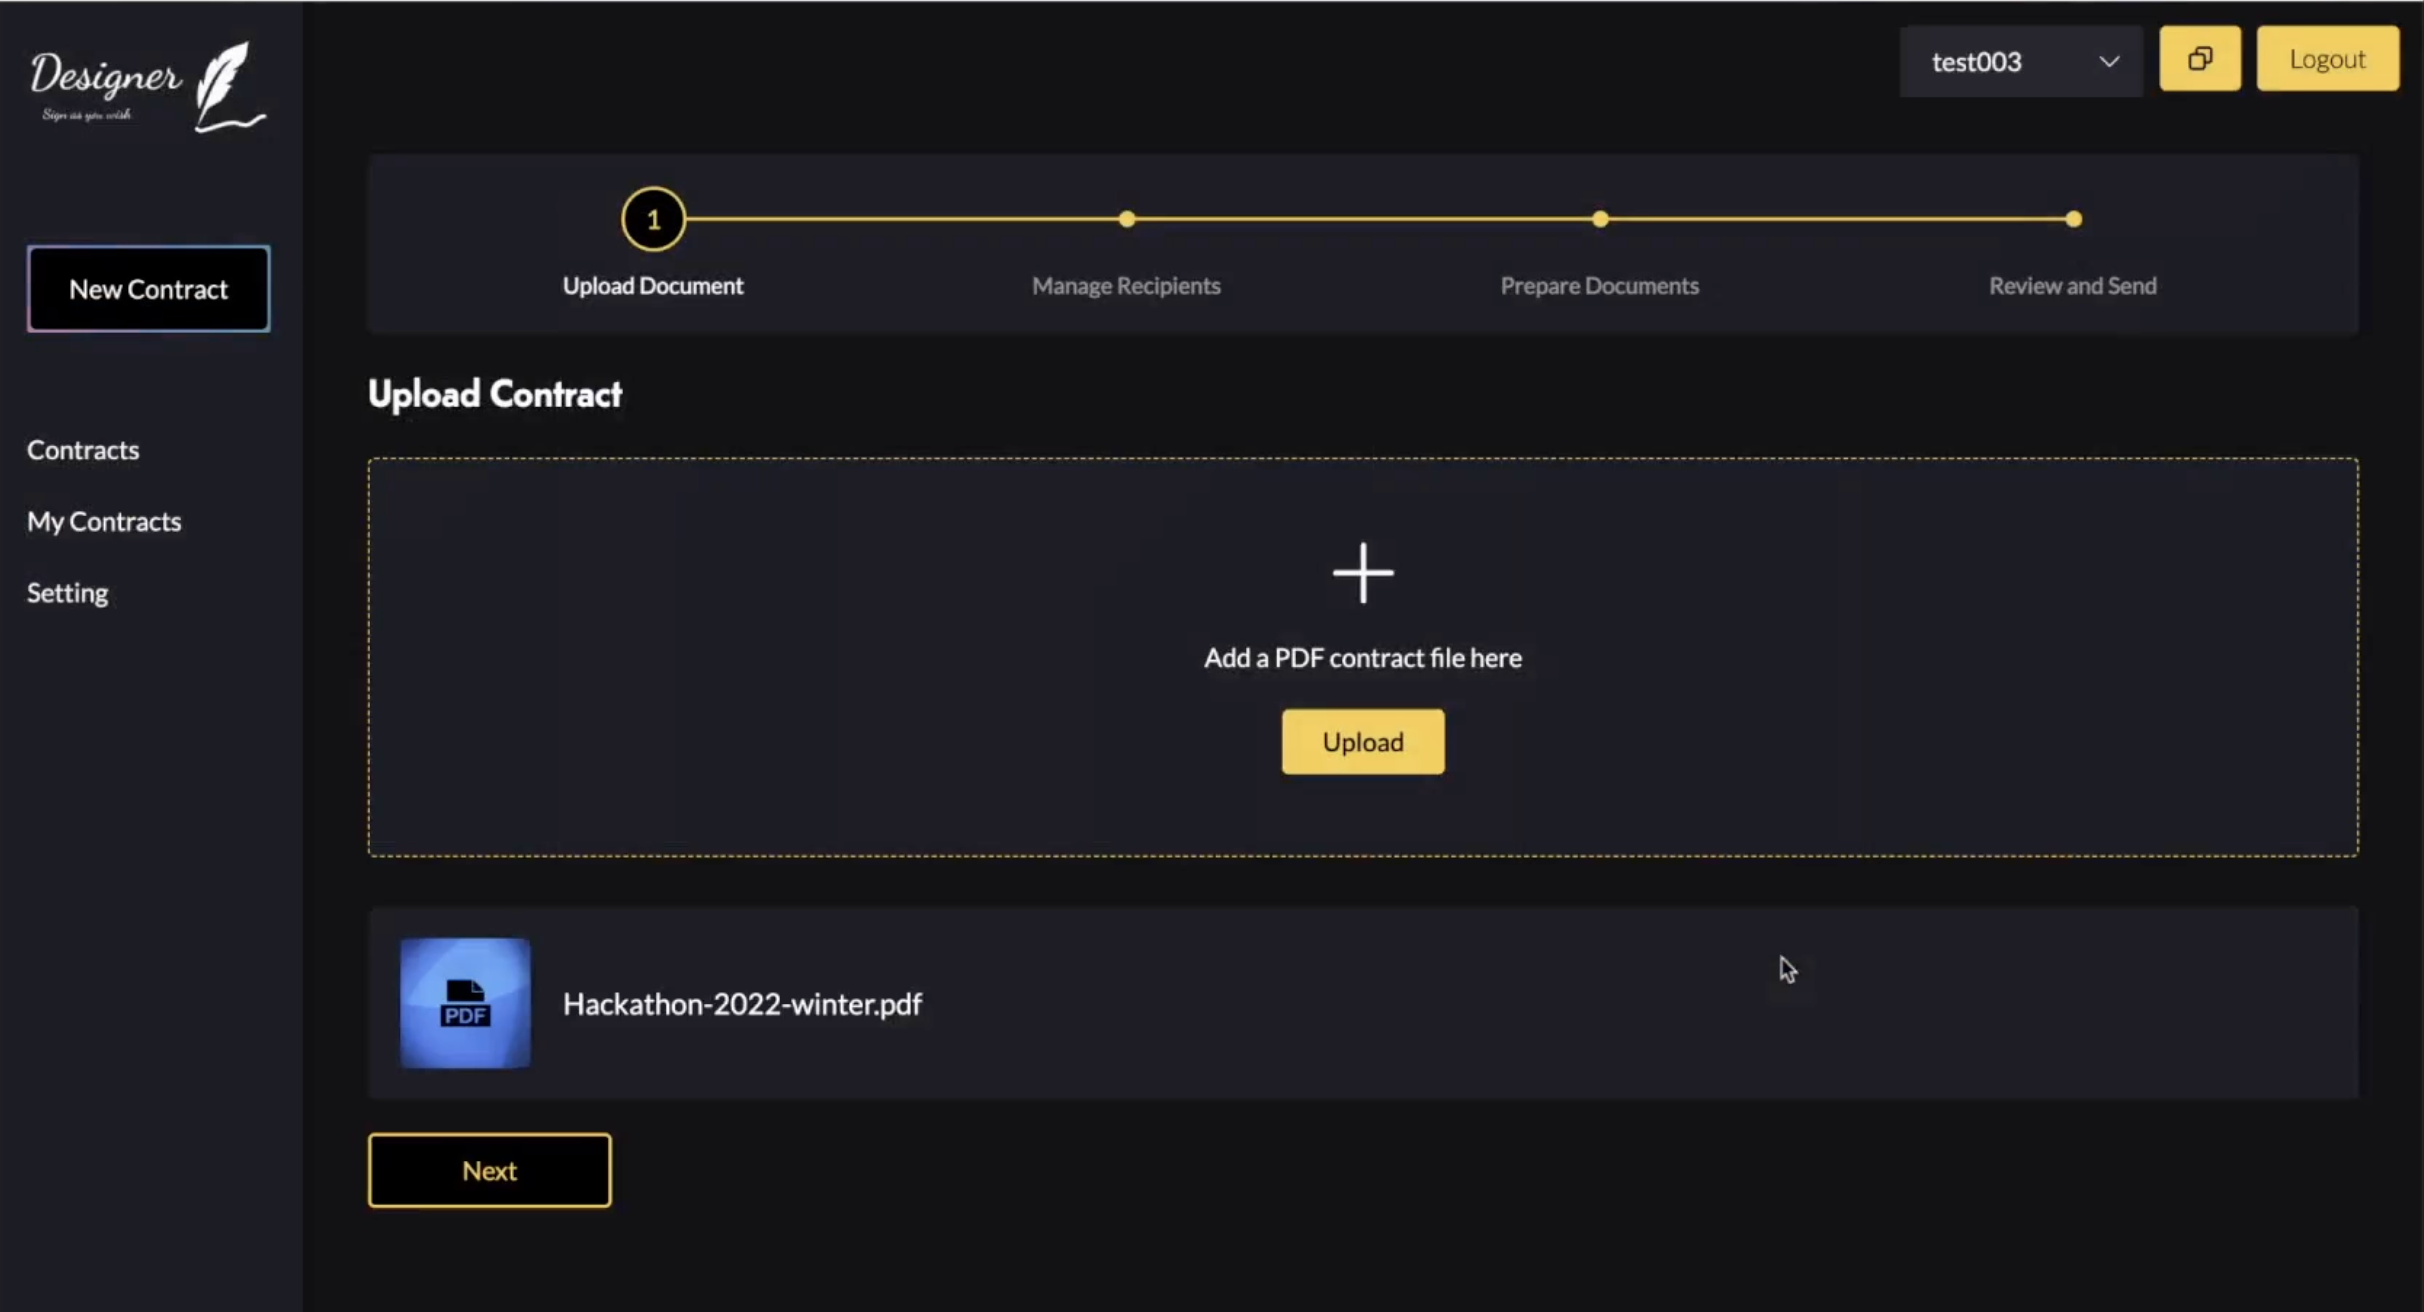 Designer
Sign as you wish
test003
Logout
New Contract
Contracts
My Contracts
Setting
1
Upload Document
Manage Recipients
Prepare Documents
Review and Send
Upload Contract
Add a PDF contract file here
Upload
PDF
Hackathon-2022-winter.pdf
Next